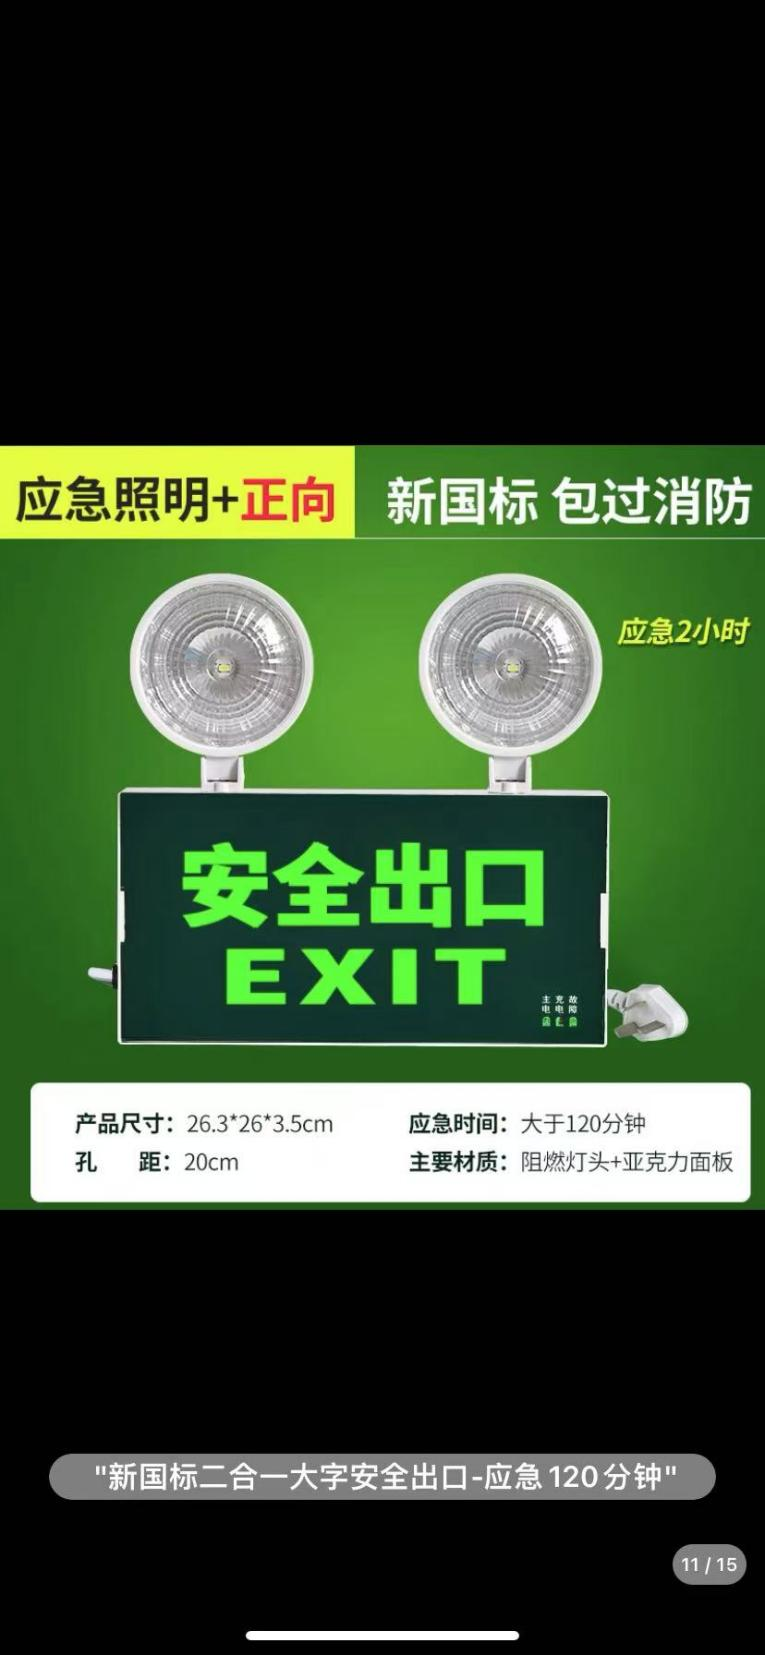 应急照明+正向
新国标 包过消防
应急2小时
安全出口
EXIT
主电 充电 故障
产品尺寸：26.3*26*3.5cm
应急时间：大于120分钟
孔 距：20cm
主要材质：阻燃灯头+亚克力面板
"新国标二合一大字安全出口-应急120分钟"
11 / 15